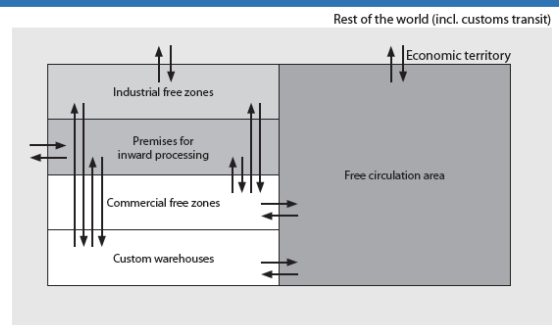 Rest of the world (incl. customs transit)
Economic territory
Industrial free zones
Premises for
inward processing
Free circulation area
Commercial free zones
Custom warehouses